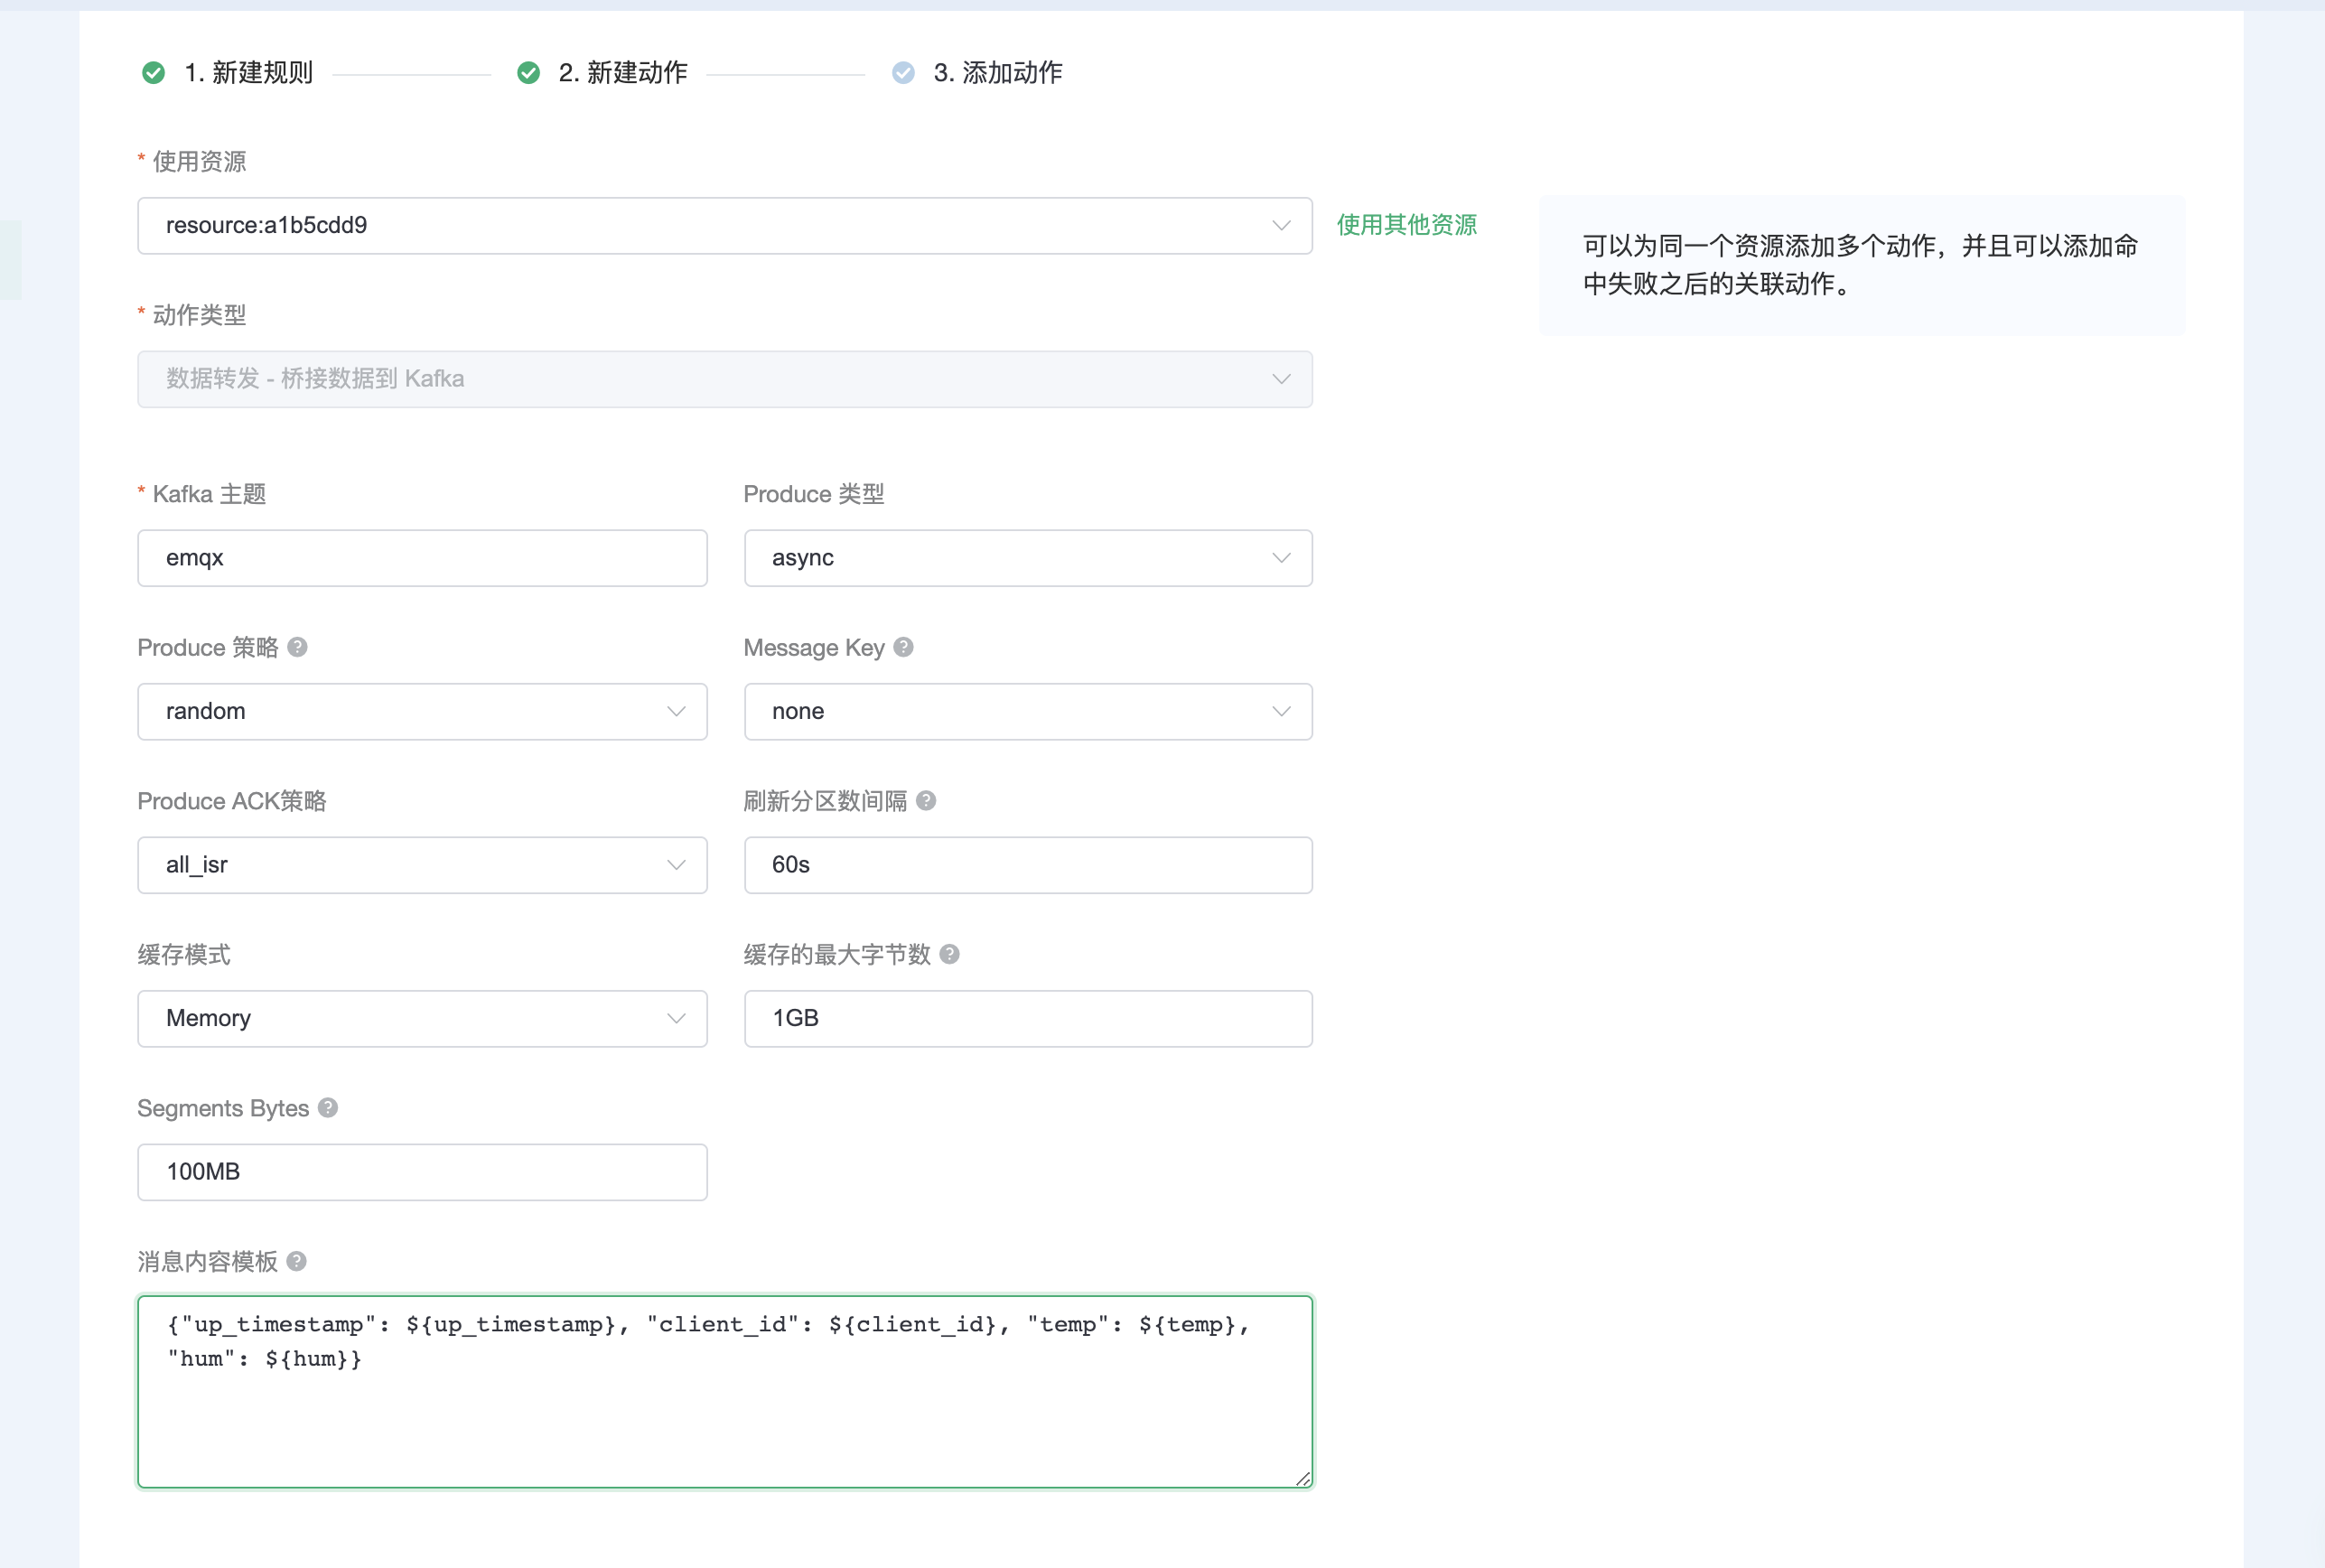 1. 新建规则
2. 新建动作
3. 添加动作
* 使用资源
resource:a1b5cdd9
使用其他资源
可以为同一个资源添加多个动作，并且可以添加命
中失败之后的关联动作。
* 动作类型
数据转发 - 桥接数据到 Kafka
* Kafka 主题
Produce 类型
emqx
async
Produce 策略
Message Key
random
none
Produce ACK策略
刷新分区数间隔
all_isr
60s
缓存模式
缓存的最大字节数
Memory
1GB
Segments Bytes
100MB
消息内容模板
{"up_timestamp": ${up_timestamp}, "client_id": ${client_id}, "temp": ${temp},
"hum": ${hum}}